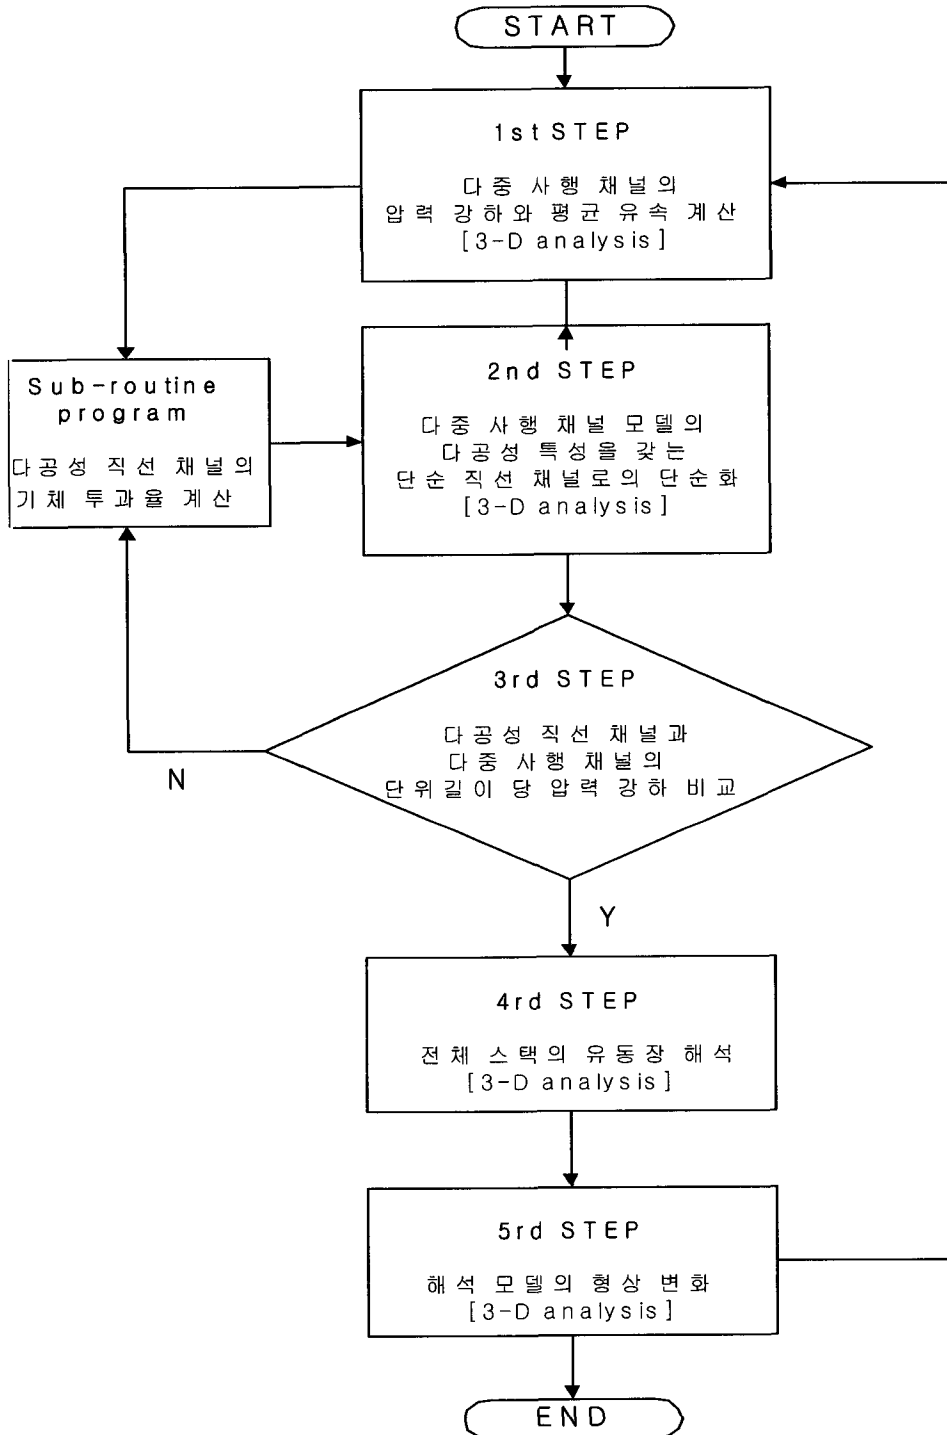 START
1st STEP
다중 사행 채널의
압력 강하와 평균 유속 계산
[3-D analysis]
Sub-routine
program
다공성 직선 채널의
기체 투과율 계산
2nd STEP
다중 사행 채널 모델의
다공성 특성을 갖는
단순 직선 채널로의 단순화
[3-D analysis]
3rd STEP
다공성 직선 채널과
다중 사행 채널의
단위길이 당 압력 강하 비교
N
Y
4rd STEP
전체 스택의 유동장 해석
[3-D analysis]
5rd STEP
해석 모델의 형상 변화
[3-D analysis]
END